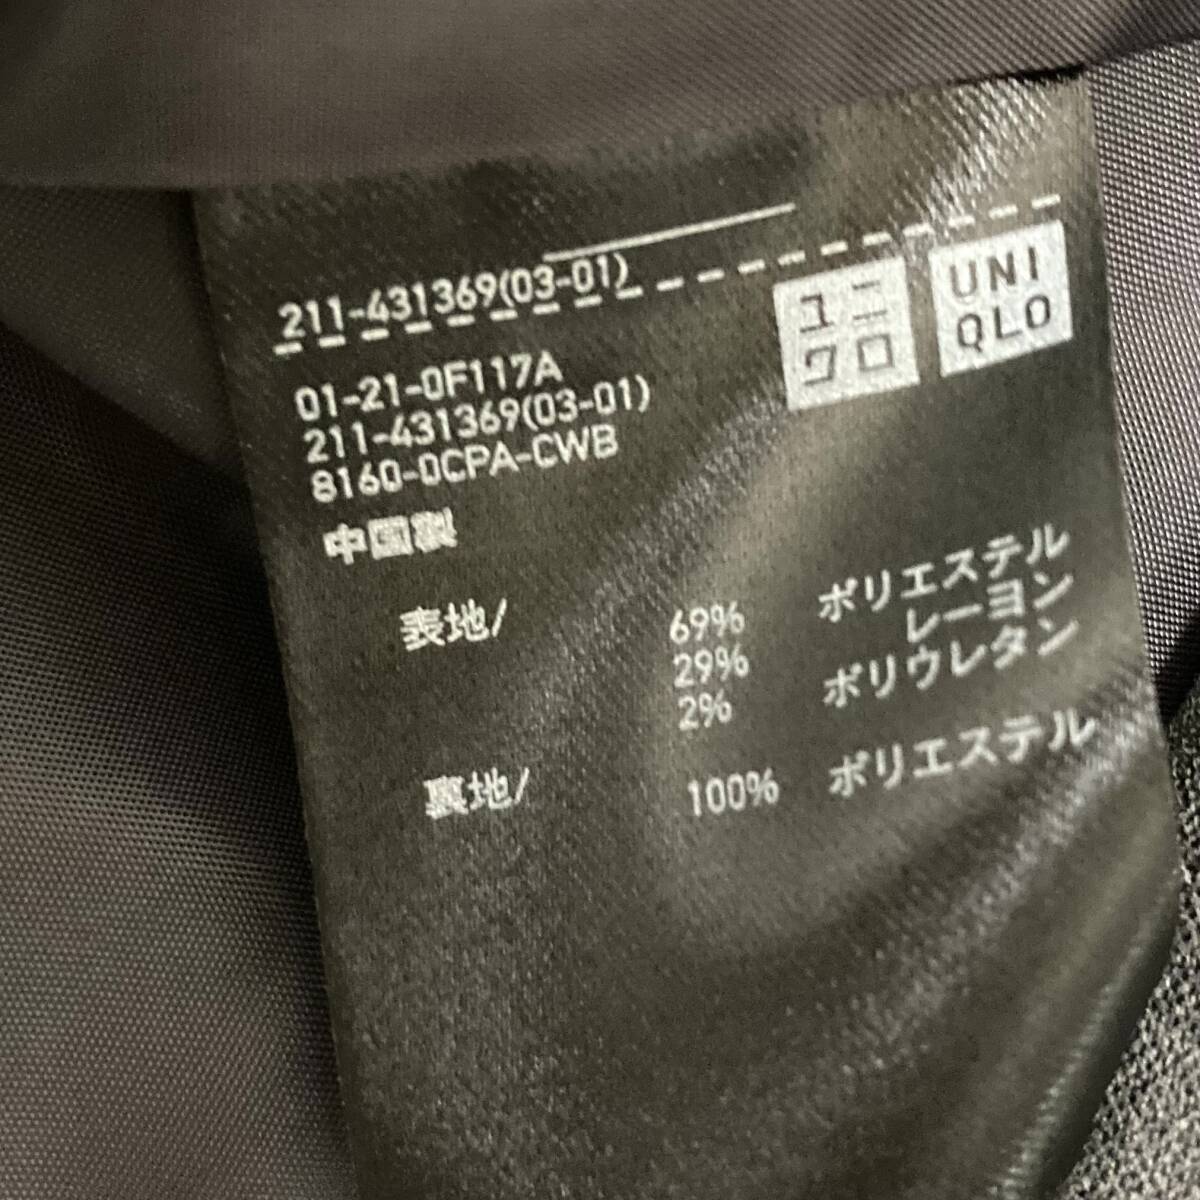 211-431369(03-01)
ユニ
クロ
UNI
QLO
01-21-0F117A
211-431369(03-01)
8160-0CPA-CWB
中国製
表地/ 69% ポリエステル
29% レーヨン
2% ポリウレタン
裏地/ 100% ポリエステル